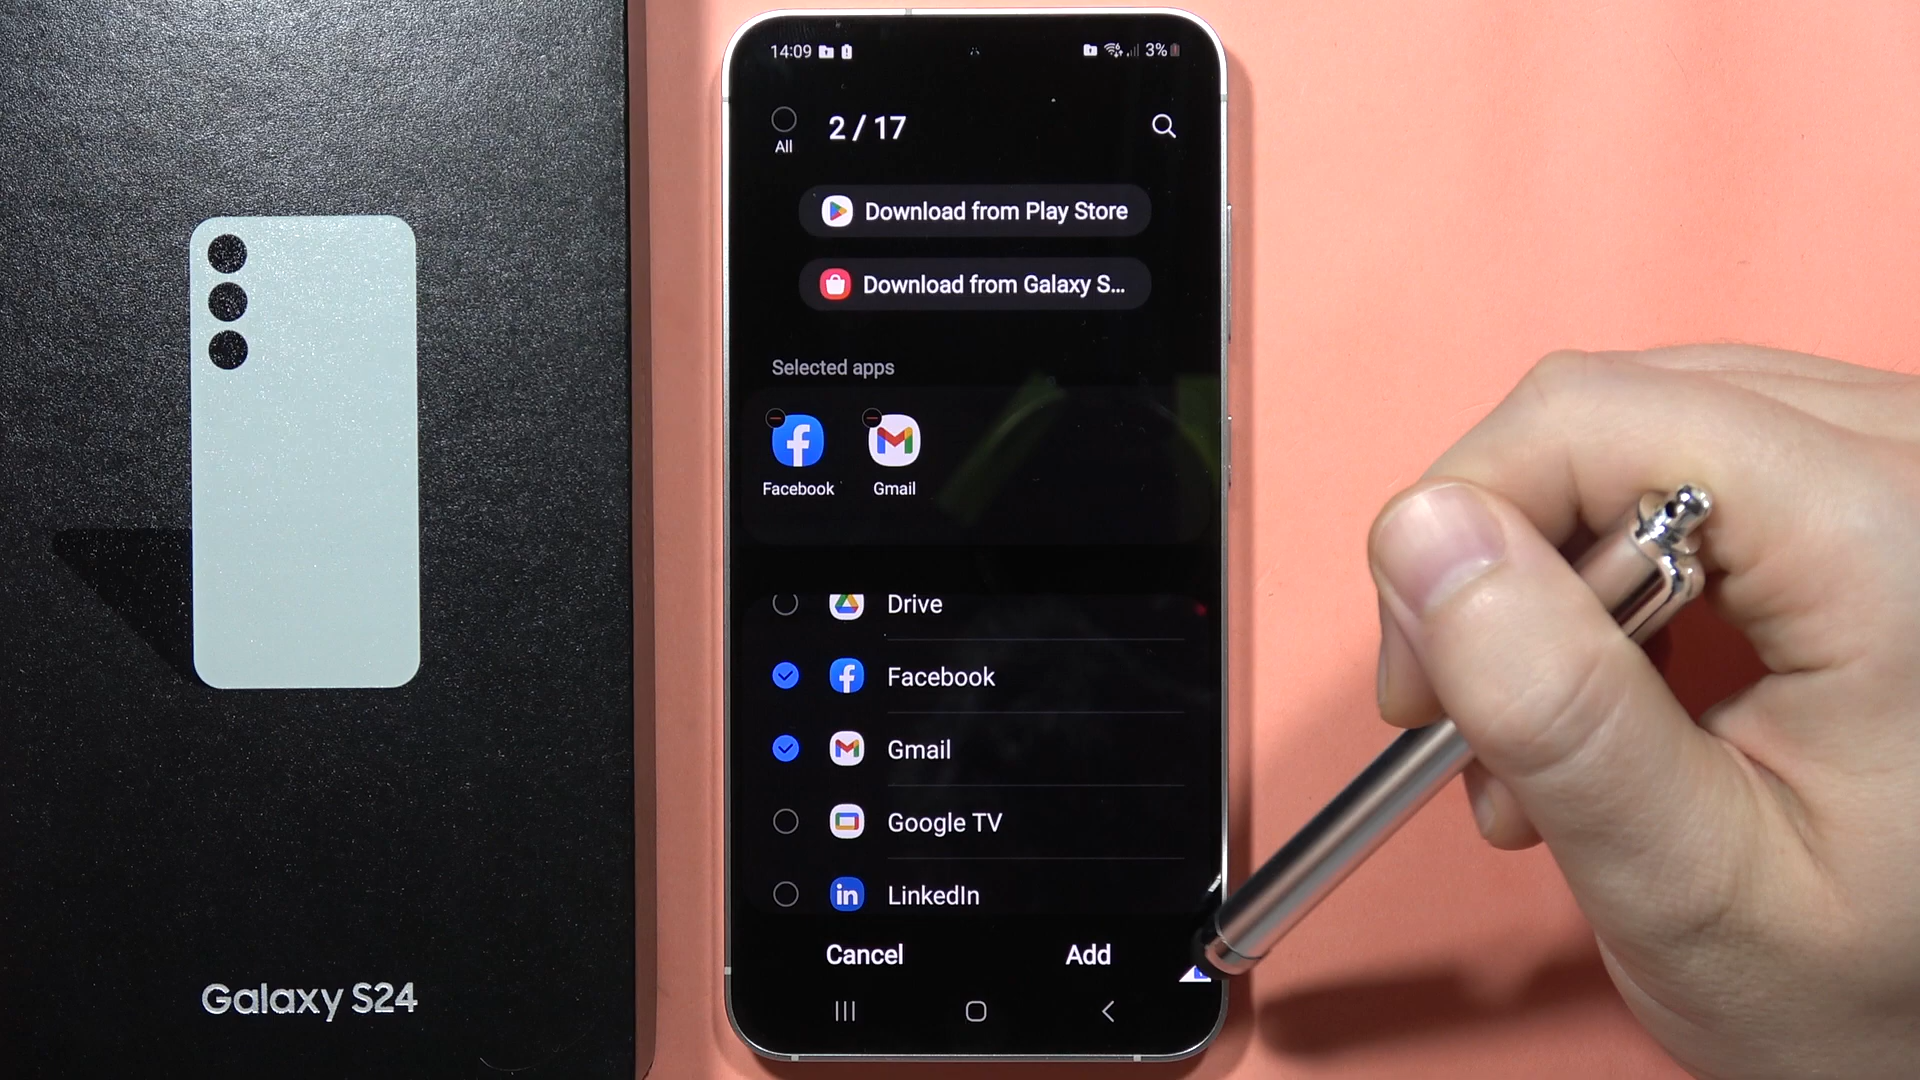 14:09
3%
2 / 17
All
Download from Play Store
Download from Galaxy S...
Selected apps
Facebook
Gmail
Drive
Facebook
Gmail
Google TV
LinkedIn
Cancel
Add
Galaxy S24